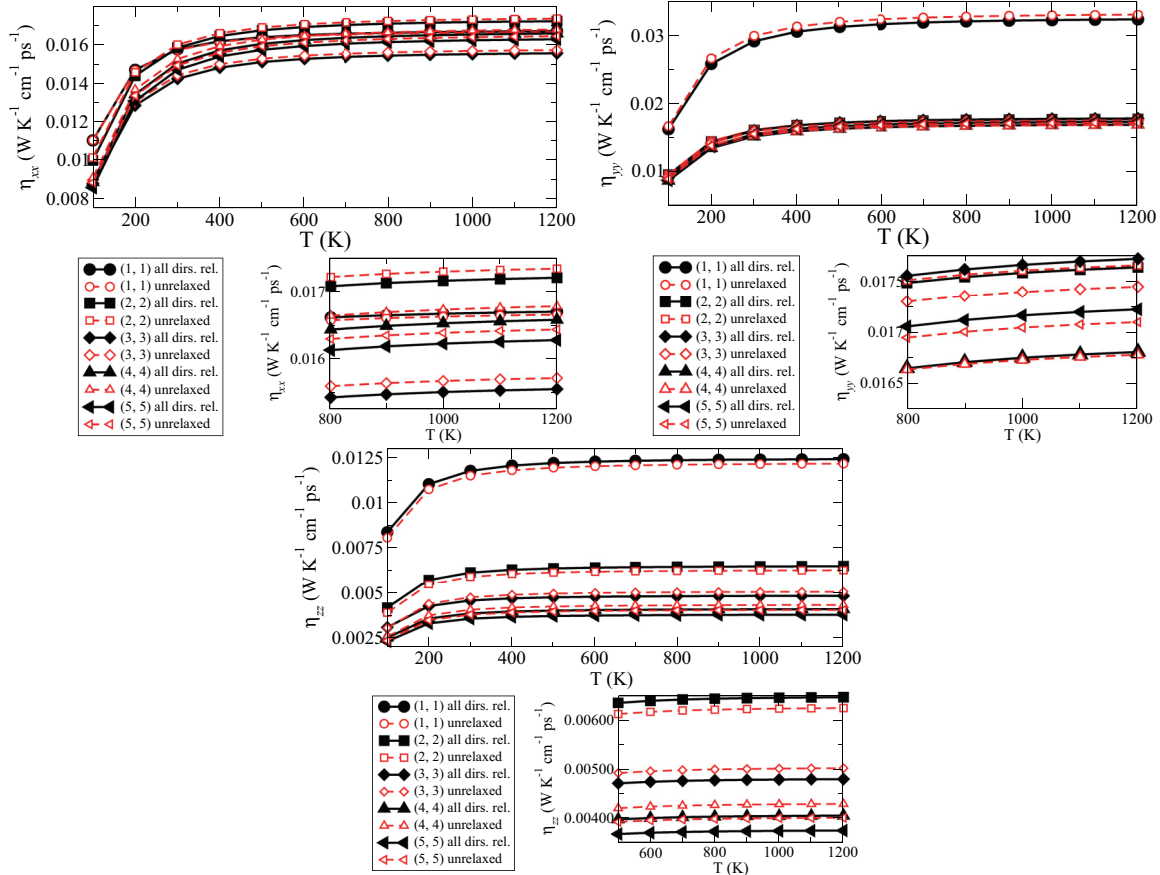 0.016
0.014
0.012
0.01
0.008
η_xx (W K⁻¹ cm⁻¹ ps⁻¹)
200 400 600 800 1000 1200
T (K)
0.03
0.02
0.01
η_yy (W K⁻¹ cm⁻¹ ps⁻¹)
200 400 600 800 1000 1200
T (K)
(1, 1) all dirs. rel.
(1, 1) unrelaxed
(2, 2) all dirs. rel.
(2, 2) unrelaxed
(3, 3) all dirs. rel.
(3, 3) unrelaxed
(4, 4) all dirs. rel.
(4, 4) unrelaxed
(5, 5) all dirs. rel.
(5, 5) unrelaxed
0.017
0.016
η_xx (W K⁻¹ cm⁻¹ ps⁻¹)
800 1000 1200
T (K)
(1, 1) all dirs. rel.
(1, 1) unrelaxed
(2, 2) all dirs. rel.
(2, 2) unrelaxed
(3, 3) all dirs. rel.
(3, 3) unrelaxed
(4, 4) all dirs. rel.
(4, 4) unrelaxed
(5, 5) all dirs. rel.
(5, 5) unrelaxed
0.0175
0.017
0.0165
η_yy (W K⁻¹ cm⁻¹ ps⁻¹)
800 1000 1200
T (K)
0.0125
0.01
0.0075
0.005
0.0025
η_zz (W K⁻¹ cm⁻¹ ps⁻¹)
200 400 600 800 1000 1200
T (K)
(1, 1) all dirs. rel.
(1, 1) unrelaxed
(2, 2) all dirs. rel.
(2, 2) unrelaxed
(3, 3) all dirs. rel.
(3, 3) unrelaxed
(4, 4) all dirs. rel.
(4, 4) unrelaxed
(5, 5) all dirs. rel.
(5, 5) unrelaxed
0.00600
0.00500
0.00400
η_zz (W K⁻¹ cm⁻¹ ps⁻¹)
600 800 1000 1200
T (K)